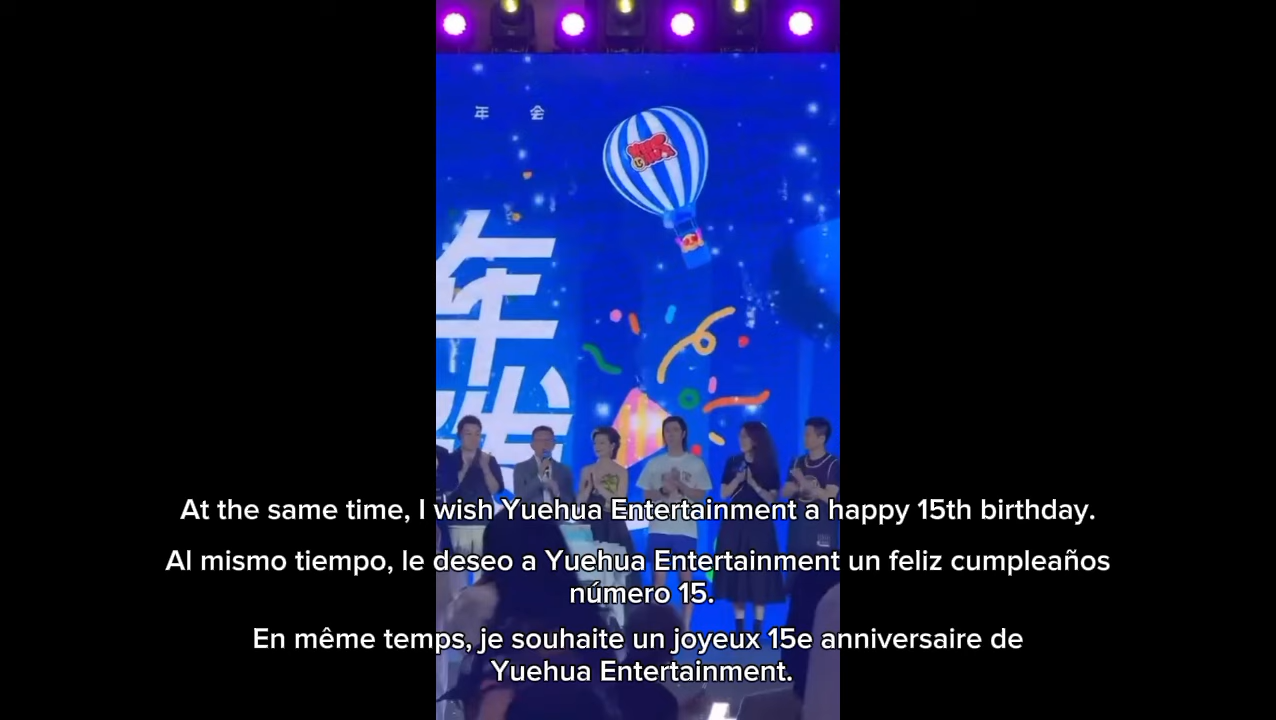 年 会
年
At the same time, I wish Yuehua Entertainment a happy 15th birthday.
Al mismo tiempo, le deseo a Yuehua Entertainment un feliz cumpleaños
número 15.
En même temps, je souhaite un joyeux 15e anniversaire de
Yuehua Entertainment.